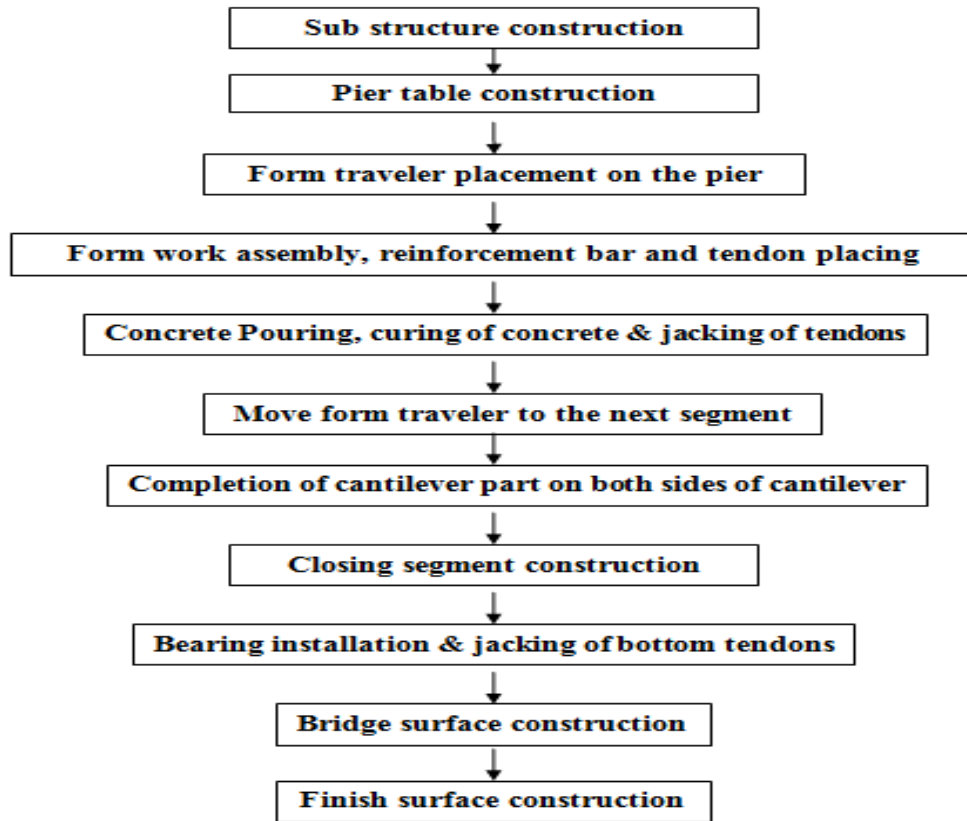 Sub structure construction
Pier table construction
Form traveler placement on the pier
Form work assembly, reinforcement bar and tendon placing
Concrete Pouring, curing of concrete & jacking of tendons
Move form traveler to the next segment
Completion of cantilever part on both sides of cantilever
Closing segment construction
Bearing installation & jacking of bottom tendons
Bridge surface construction
Finish surface construction